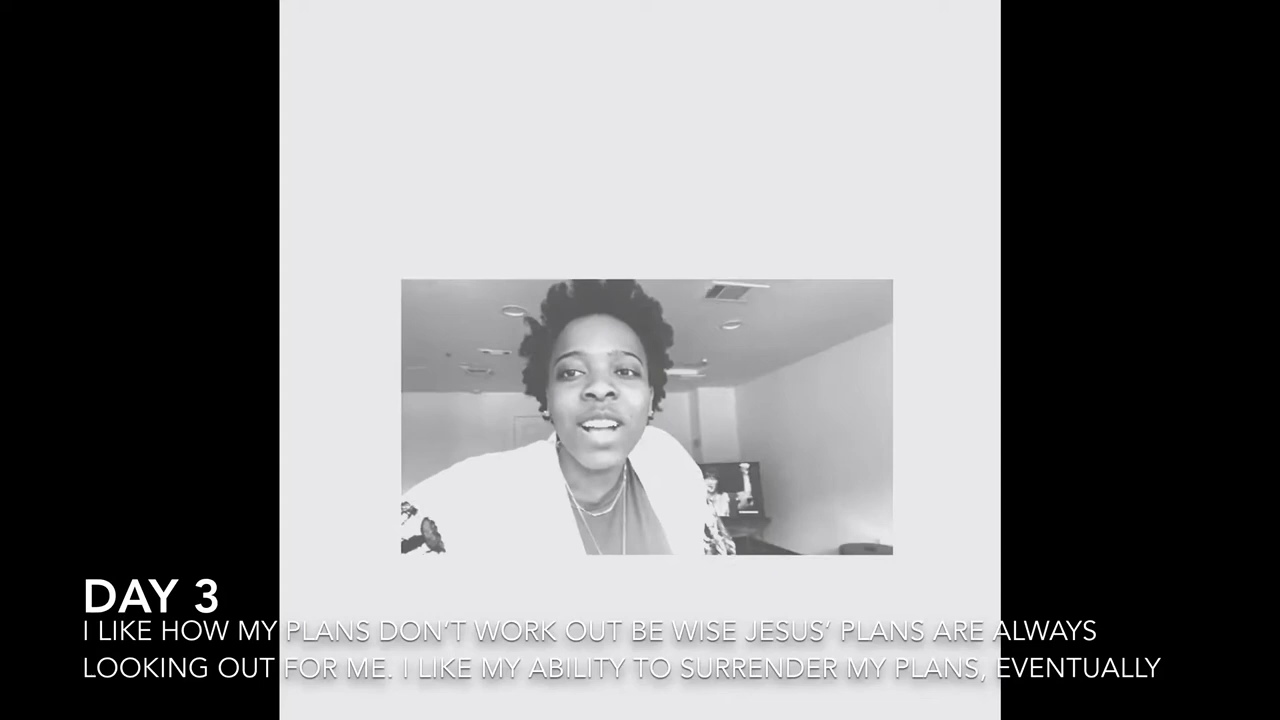 DAY 3
I LIKE HOW MY PLANS DON'T WORK OUT BE WISE JESUS' PLANS ARE ALWAYS
LOOKING OUT FOR ME. I LIKE MY ABILITY TO SURRENDER MY PLANS, EVENTUALLY